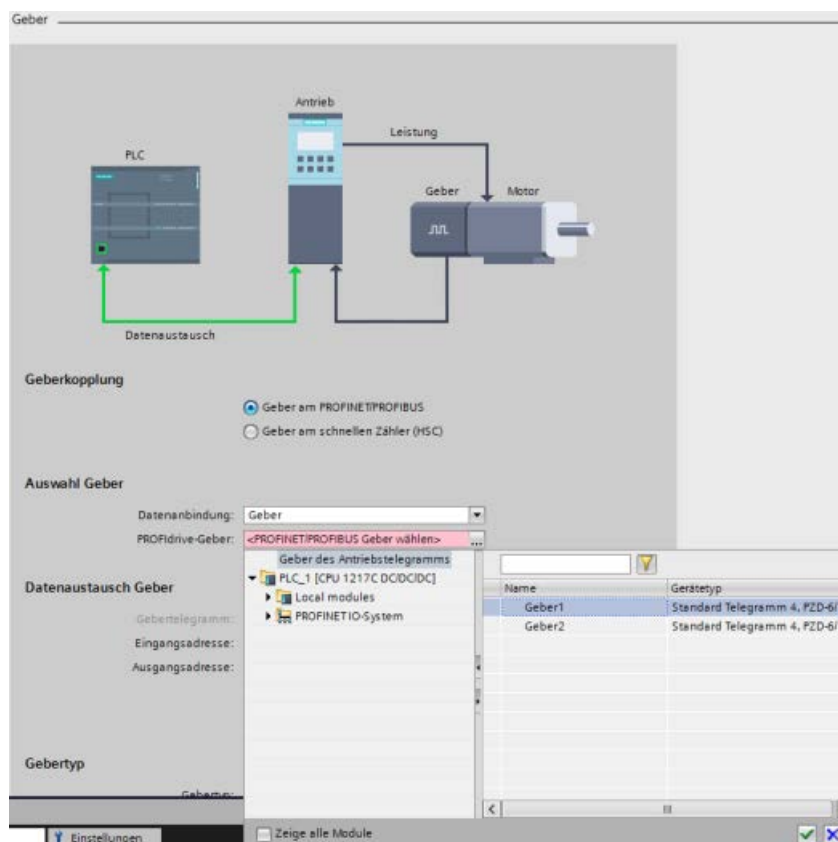 Geber
Antrieb
Leistung
PLC
Geber Motor
Datenaustausch
Geberkopplung
Geber am PROFINET/PROFIBUS
Geber am schnellen Zähler (HSC)
Auswahl Geber
Datenanbindung: Geber
PROFIdrive-Geber: <PROFINET/PROFIBUS Geber wählen> ...
Geber des Antriebstelegramms
PLC_1 [CPU 1217C DC/DC/DC]
Name Gerätetyp
Datenaustausch Geber
Local modules
Geber1 Standard Telegramm 4, PZD-6/
Gebertelegramm:
PROFINET IO-System
Geber2 Standard Telegramm 4, PZD-6/
Eingangsadresse:
Ausgangsadresse:
Gebertyp
Gebertyp:
Einstellungen
Zeige alle Module